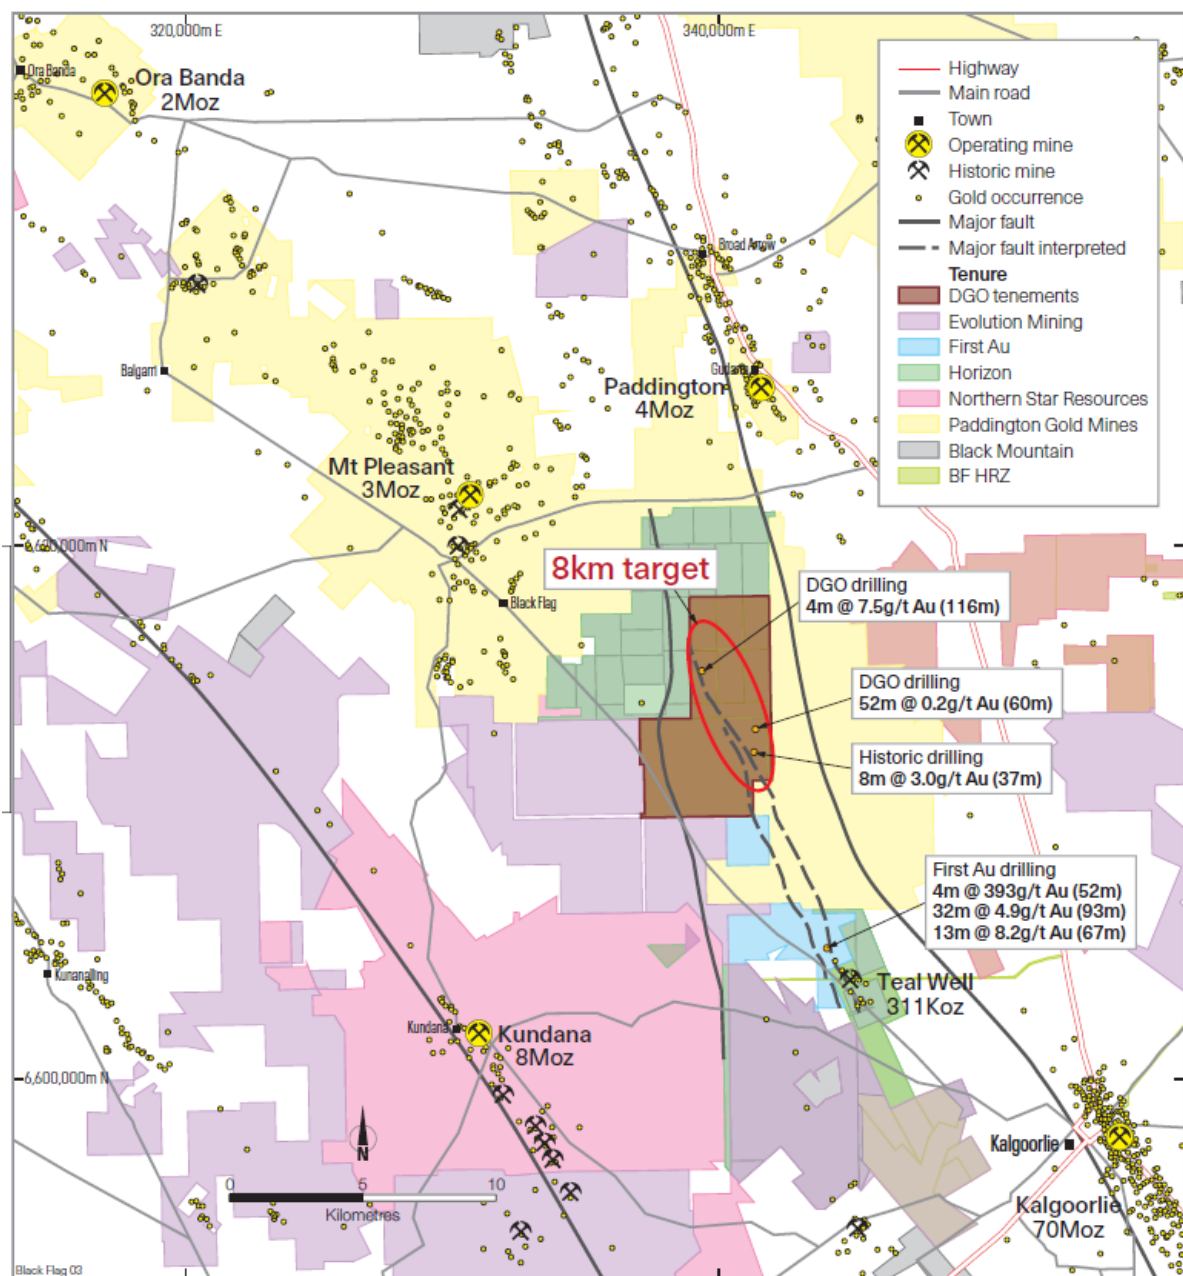 320,000m E
340,000m E
Ora Banda
Ora Banda
2Moz
Highway
Main road
Town
Operating mine
Historic mine
Gold occurrence
Major fault
Major fault interpreted
Tenure
DGO tenements
Evolution Mining
First Au
Horizon
Northern Star Resources
Paddington Gold Mines
Black Mountain
BF HRZ
Broad Arrow
Balgarri
Paddington
4Moz
Mt Pleasant
3Moz
6,620,000m N
8km target
Black Flag
DGO drilling
4m @ 7.5g/t Au (116m)
DGO drilling
52m @ 0.2g/t Au (60m)
Historic drilling
8m @ 3.0g/t Au (37m)
First Au drilling
4m @ 393g/t Au (52m)
32m @ 4.9g/t Au (93m)
13m @ 8.2g/t Au (67m)
Kunanalling
Teal Well
311Koz
Kundana
Kundana
8Moz
6,600,000m N
N
Kalgoorlie
0
5
10
Kilometres
Kalgoorlie
70Moz
Black Flag 03